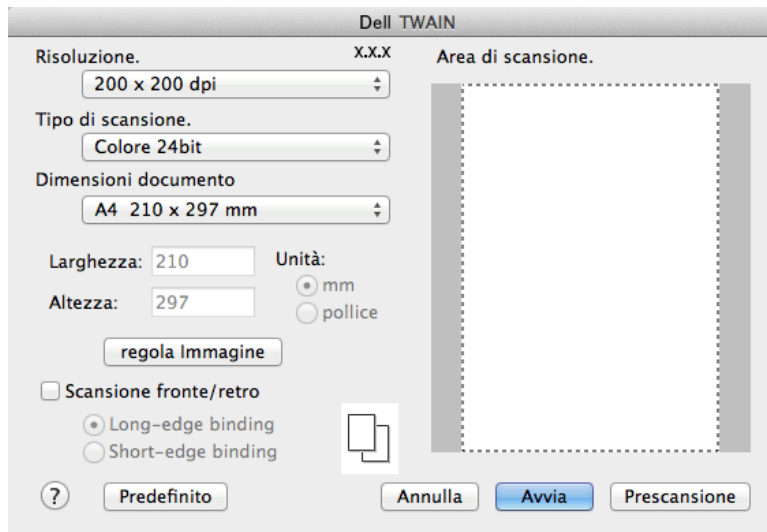 Dell TWAIN
Risoluzione.
X.X.X
200 x 200 dpi
Tipo di scansione.
Colore 24bit
Dimensioni documento
A4 210 x 297 mm
Larghezza: 210
Altezza: 297
Unità:
mm
pollice
regola Immagine
Scansione fronte/retro
Long-edge binding
Short-edge binding
Area di scansione.
? Predefinito Annulla Avvia Prescansione